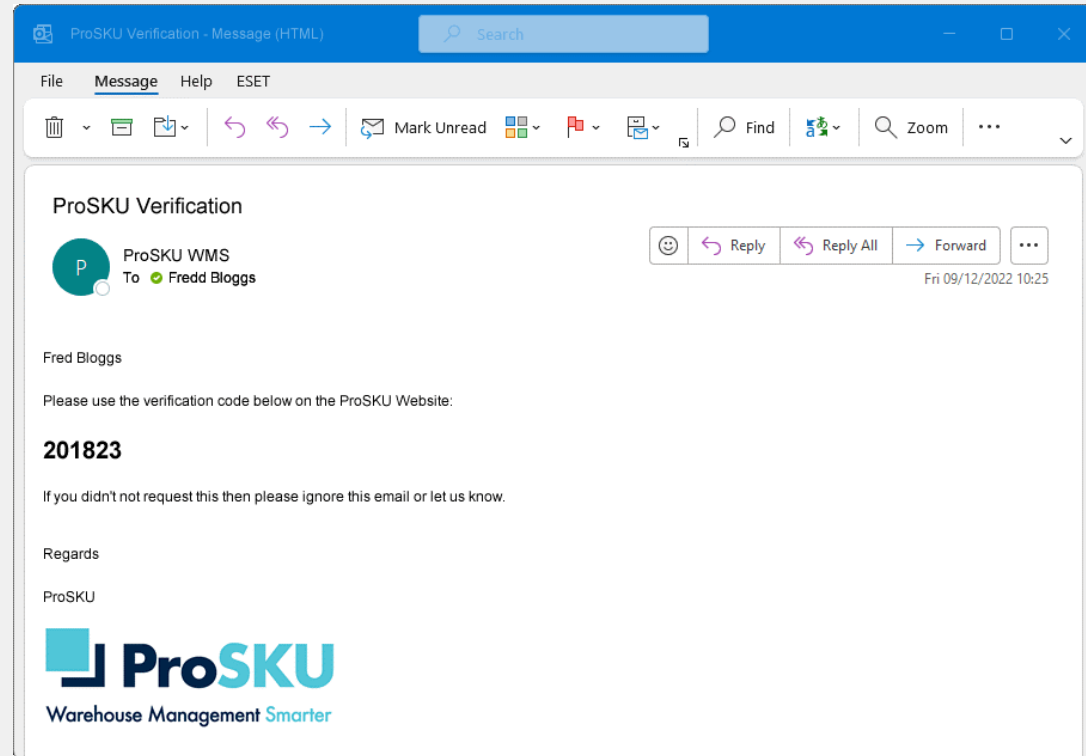 ProSKU Verification - Message (HTML)
Search
File Message Help ESET
Mark Unread Find Zoom
ProSKU Verification
P
ProSKU WMS
To Fredd Bloggs
Reply Reply All Forward
Fri 09/12/2022 10:25
Fred Bloggs
Please use the verification code below on the ProSKU Website:
201823
If you didn't not request this then please ignore this email or let us know.
Regards
ProSKU
ProSKU
Warehouse Management Smarter